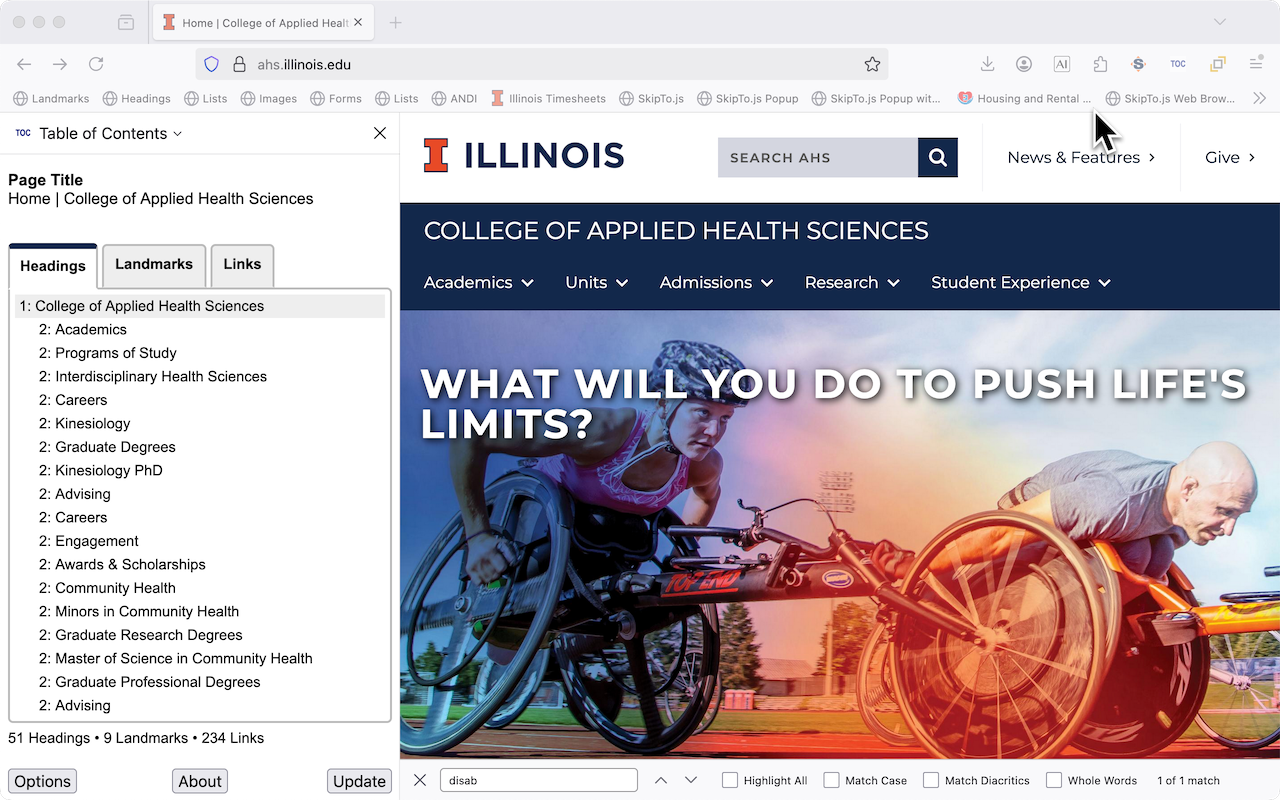 Home | College of Applied Healt
ahs.illinois.edu
AI
S
TOC
Landmarks Headings Lists Images Forms Lists ANDI Illinois Timesheets SkipTo.js SkipTo.js Popup SkipTo.js Popup wit... Housing and Rental ... SkipTo.js Web Brow...
TOC Table of Contents
Page Title
Home | College of Applied Health Sciences
Headings Landmarks Links
1: College of Applied Health Sciences
2: Academics
2: Programs of Study
2: Interdisciplinary Health Sciences
2: Careers
2: Kinesiology
2: Graduate Degrees
2: Kinesiology PhD
2: Advising
2: Careers
2: Engagement
2: Awards & Scholarships
2: Community Health
2: Minors in Community Health
2: Graduate Research Degrees
2: Master of Science in Community Health
2: Graduate Professional Degrees
2: Advising
51 Headings • 9 Landmarks • 234 Links
Options About Update
ILLINOIS
SEARCH AHS
News & Features
Give
COLLEGE OF APPLIED HEALTH SCIENCES
Academics Units Admissions Research Student Experience
WHAT WILL YOU DO TO PUSH LIFE'S
LIMITS?
TOP END
disab
Highlight All Match Case Match Diacritics Whole Words 1 of 1 match